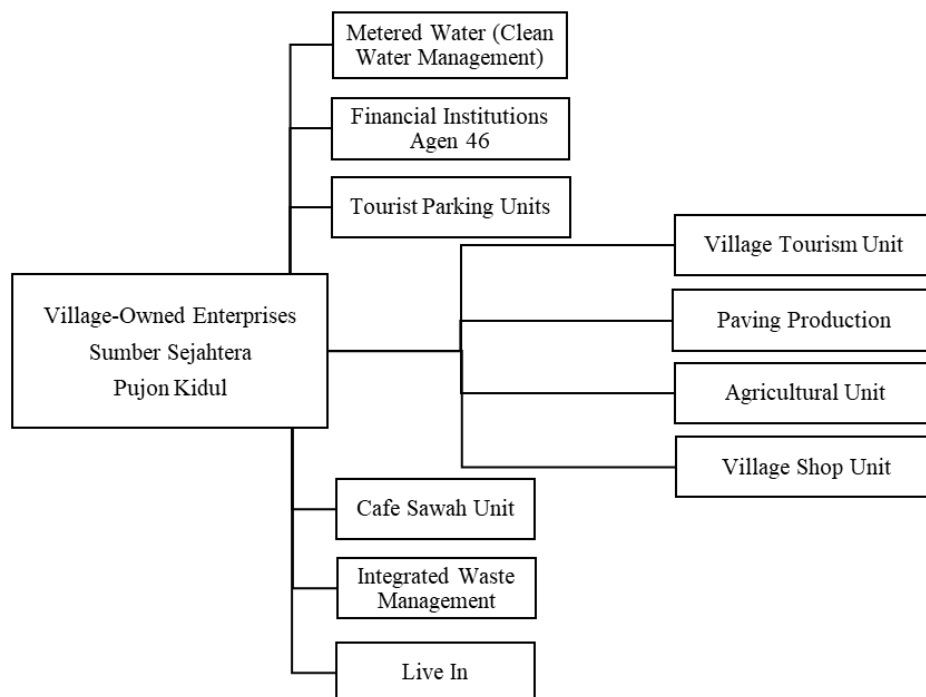 Metered Water (Clean
Water Management)
Financial Institutions
Agen 46
Tourist Parking Units
Village Tourism Unit
Village-Owned Enterprises
Sumber Sejahtera
Pujon Kidul
Paving Production
Agricultural Unit
Village Shop Unit
Cafe Sawah Unit
Integrated Waste
Management
Live In